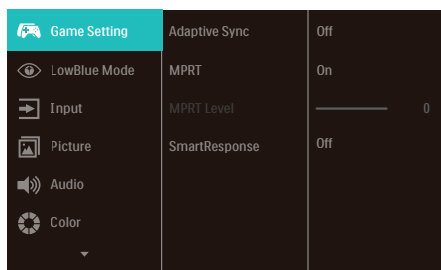 Game Setting Adaptive Sync Off
LowBlue Mode MPRT On
Input MPRT Level 0
Picture SmartResponse Off
Audio
Color